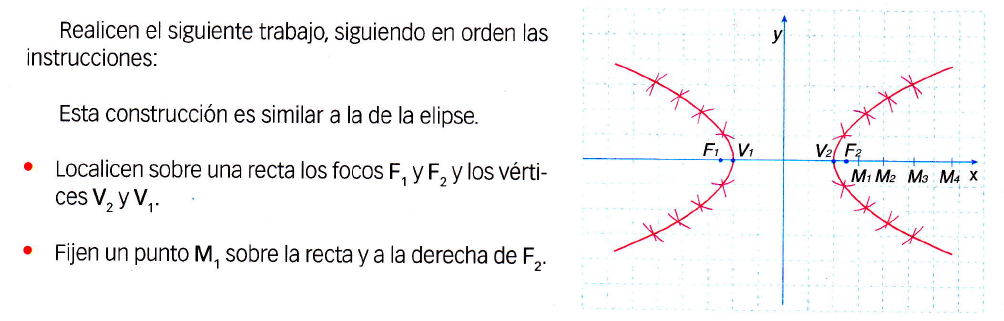 Realicen el siguiente trabajo, siguiendo en orden las
instrucciones:
Esta construcción es similar a la de la elipse.
• Localicen sobre una recta los focos F₁ y F₂ y los vérti-
ces V₂ y V₁.
• Fijen un punto M₁ sobre la recta y a la derecha de F₂.
y
F₁ V₁ V₂ F₂
M₁ M₂ M₃ M₄ x